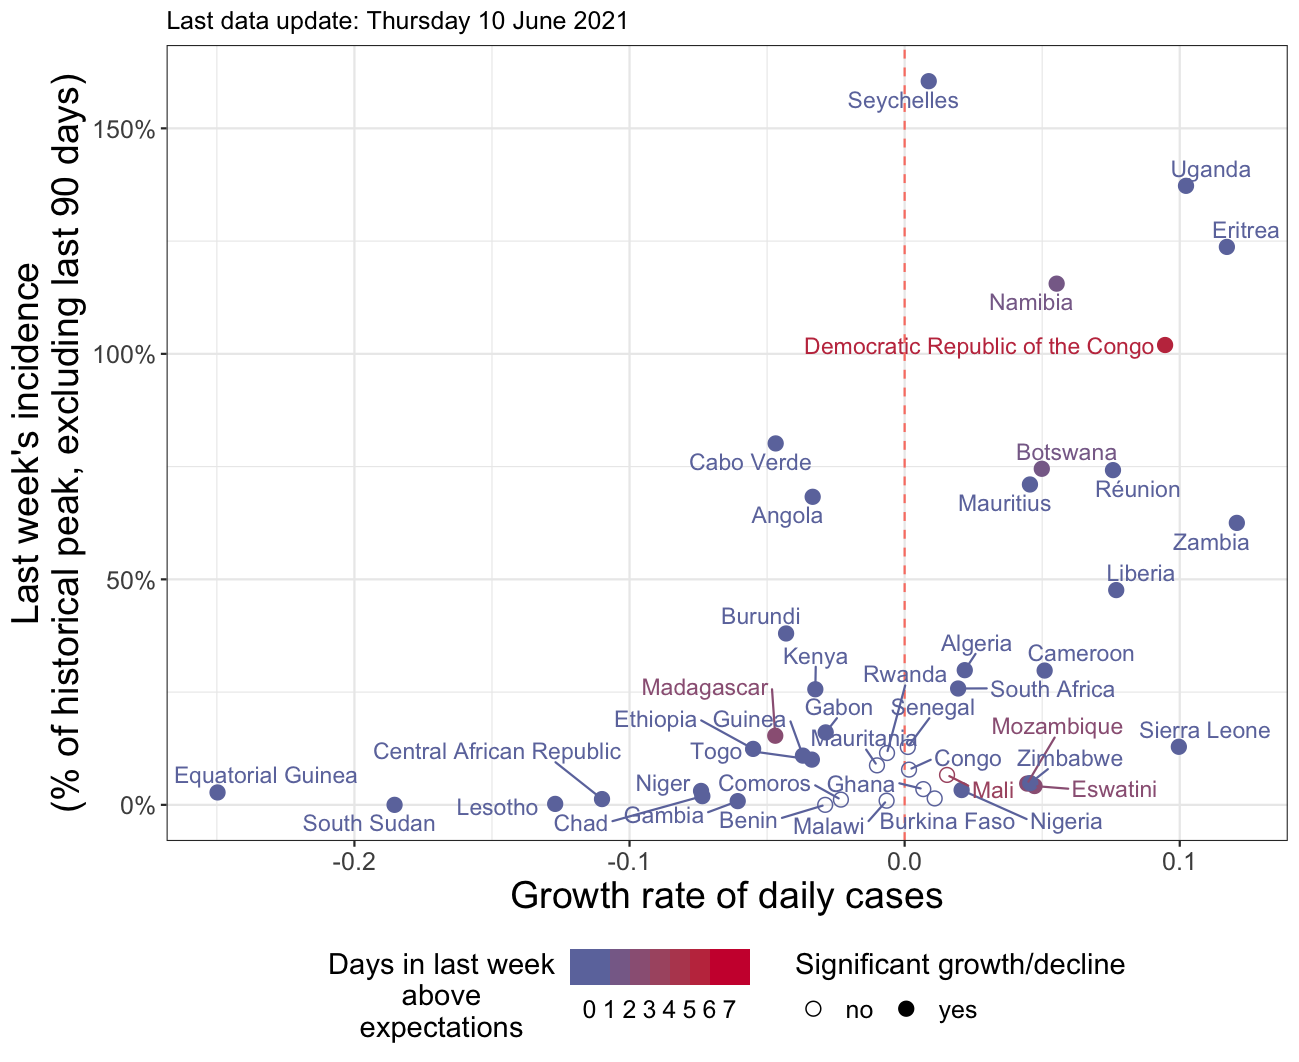 Last data update: Thursday 10 June 2021
Last week's incidence
(% of historical peak, excluding last 90 days)
150%
100%
50%
0%
Seychelles
Uganda
Eritrea
Namibia
Democratic Republic of the Congo
Botswana
Cabo Verde
Réunion
Mauritius
Angola
Zambia
Liberia
Burundi
Algeria
Cameroon
Kenya
Rwanda
Madagascar
South Africa
Gabon
Senegal
Ethiopia
Guinea
Mozambique
Sierra Leone
Mauritania
Central African Republic
Togo
Congo
Zimbabwe
Equatorial Guinea
Niger
Comoros
Ghana
Mali
Eswatini
Lesotho
Gambia
South Sudan
Chad
Benin
Malawi
Burkina Faso
Nigeria
-0.2
-0.1
0.0
0.1
Growth rate of daily cases
Days in last week
above
expectations
0 1 2 3 4 5 6 7
Significant growth/decline
no
yes